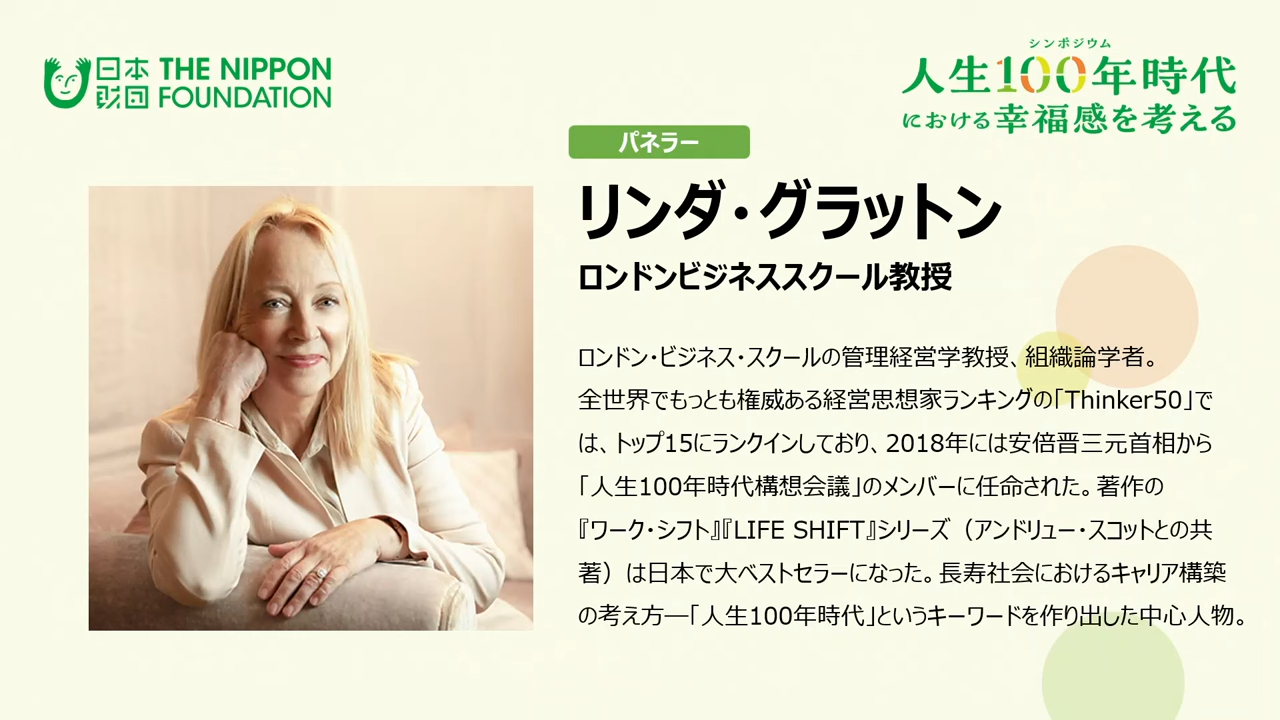 日本
財団
THE NIPPON
FOUNDATION
シンポジウム
人生100年時代
における幸福感を考える
パネラー
リンダ・グラットン
ロンドンビジネススクール教授
ロンドン・ビジネス・スクールの管理経営学教授、組織論学者。
全世界でもっとも権威ある経営思想家ランキングの「Thinker50」で
は、トップ15にランクインしており、2018年には安倍晋三元首相から
「人生100年時代構想会議」のメンバーに任命された。著作の
『ワーク・シフト』『LIFE SHIFT』シリーズ（アンドリュー・スコットとの共
著）は日本で大ベストセラーになった。長寿社会におけるキャリア構築
の考え方―「人生100年時代」というキーワードを作り出した中心人物。